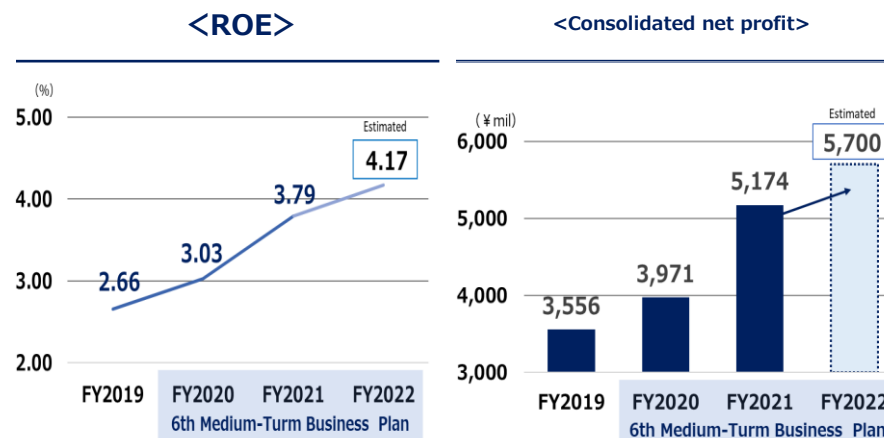 <ROE>
(%)
5.00
4.00
3.00
2.00
2.66
3.03
3.79
Estimated
4.17
FY2019 FY2020 FY2021 FY2022
6th Medium-Turm Business Plan
<Consolidated net profit>
(¥mil)
6,000
5,000
4,000
3,000
3,556
3,971
5,174
Estimated
5,700
FY2019 FY2020 FY2021 FY2022
6th Medium-Turm Business Plan